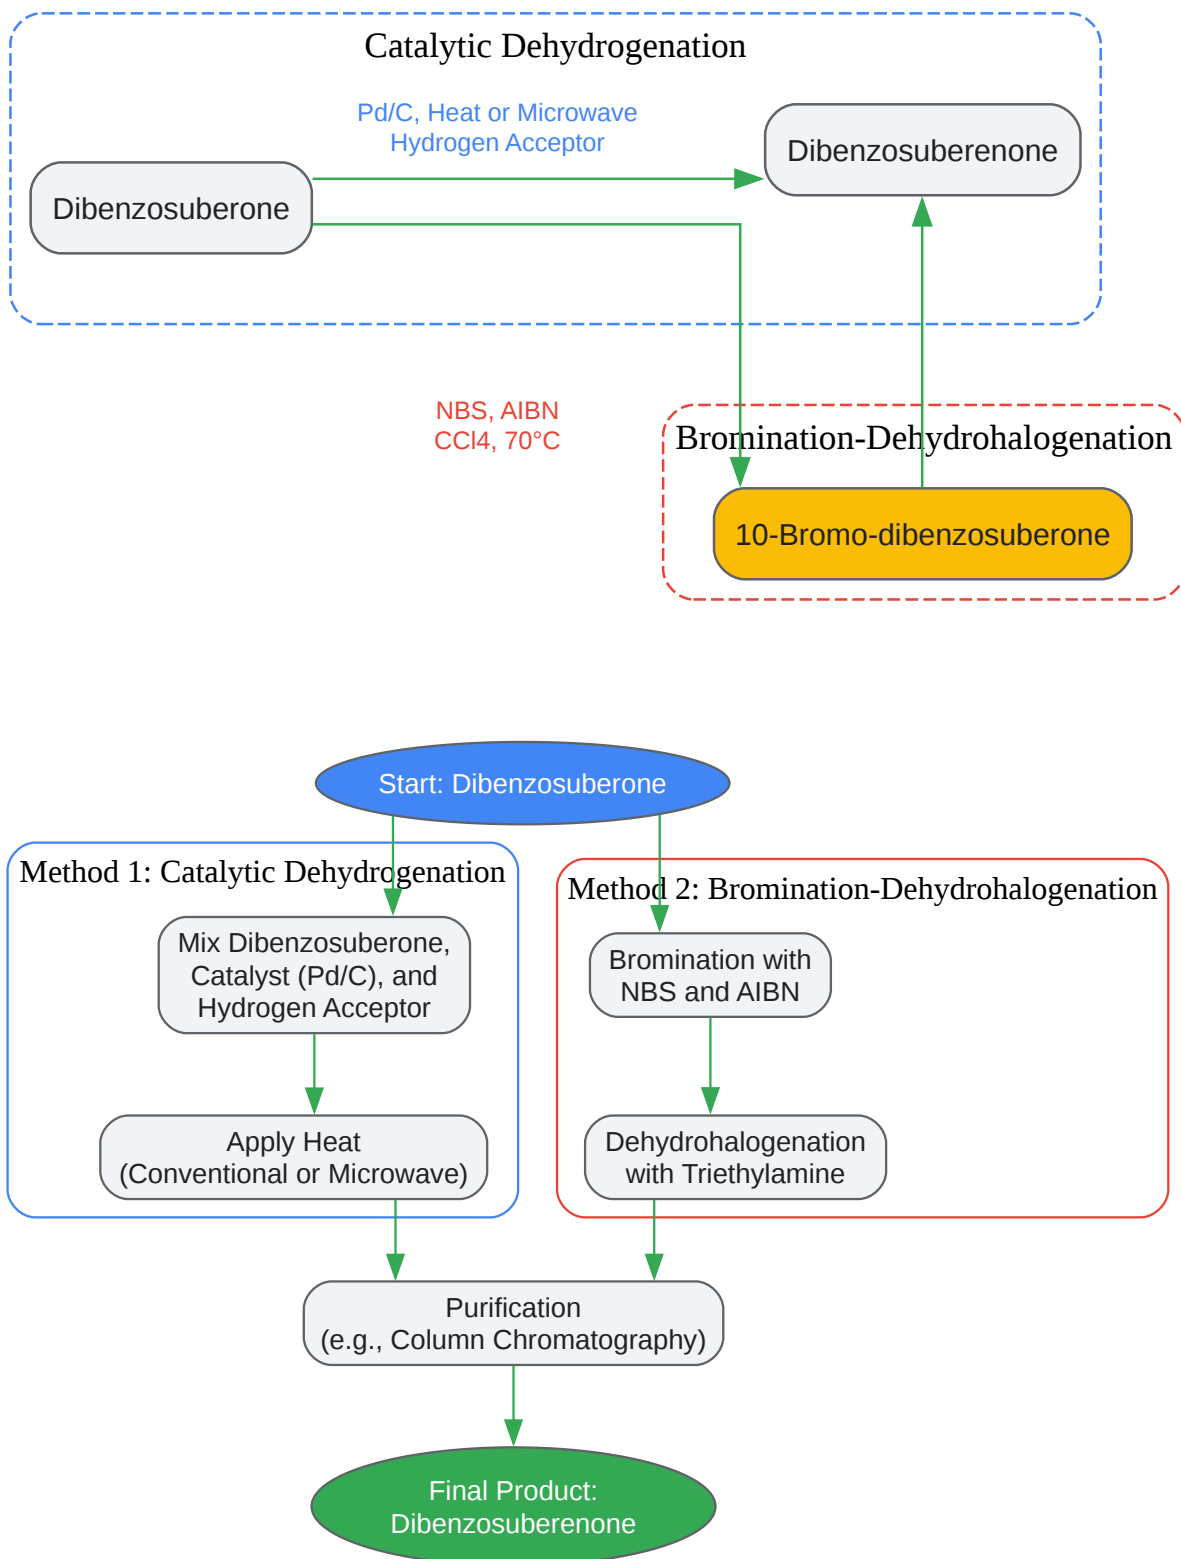 Catalytic Dehydrogenation
Pd/C, Heat or Microwave
Hydrogen Acceptor
Dibenzosuberenone
Dibenzosuberone
NBS, AIBN
CCl4, 70°C
Bromination-Dehydrohalogenation
10-Bromo-dibenzosuberone
Start: Dibenzosuberone
Method 1: Catalytic Dehydrogenation
Mix Dibenzosuberone,
Catalyst (Pd/C), and
Hydrogen Acceptor
Apply Heat
(Conventional or Microwave)
Method 2: Bromination-Dehydrohalogenation
Bromination with
NBS and AIBN
Dehydrohalogenation
with Triethylamine
Purification
(e.g., Column Chromatography)
Final Product:
Dibenzosuberenone